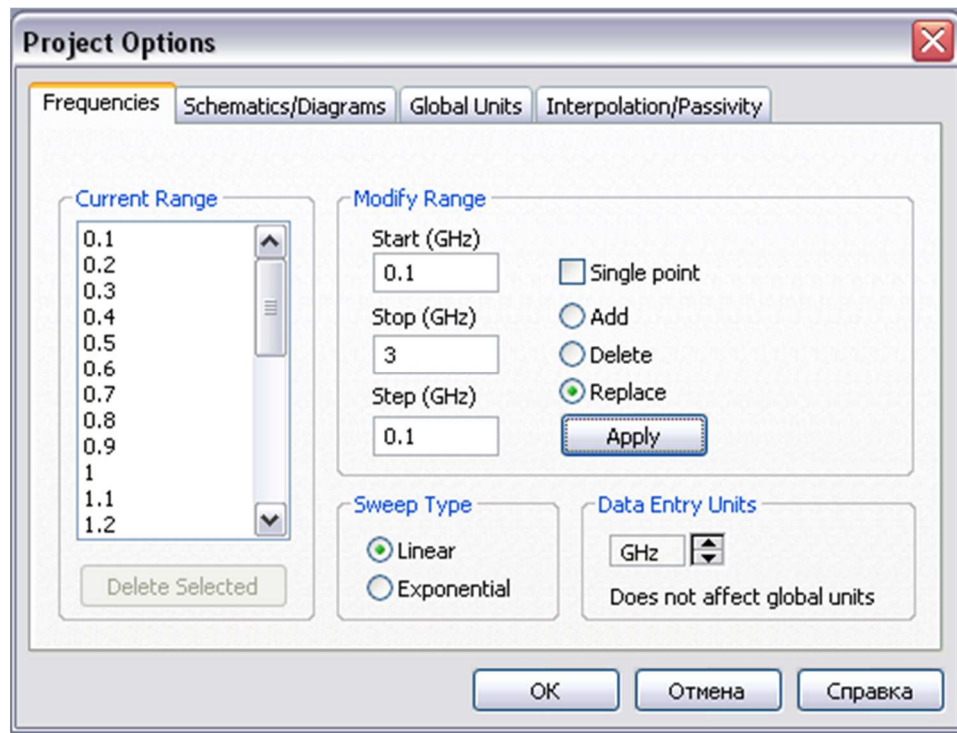 Project Options
Frequencies
Schematics/Diagrams
Global Units
Interpolation/Passivity
Current Range
0.1
0.2
0.3
0.4
0.5
0.6
0.7
0.8
0.9
1
1.1
1.2
Delete Selected
Modify Range
Start (GHz)
0.1
Stop (GHz)
3
Step (GHz)
0.1
Single point
Add
Delete
Replace
Apply
Sweep Type
Linear
Exponential
Data Entry Units
GHz
Does not affect global units
OK
Отмена
Справка